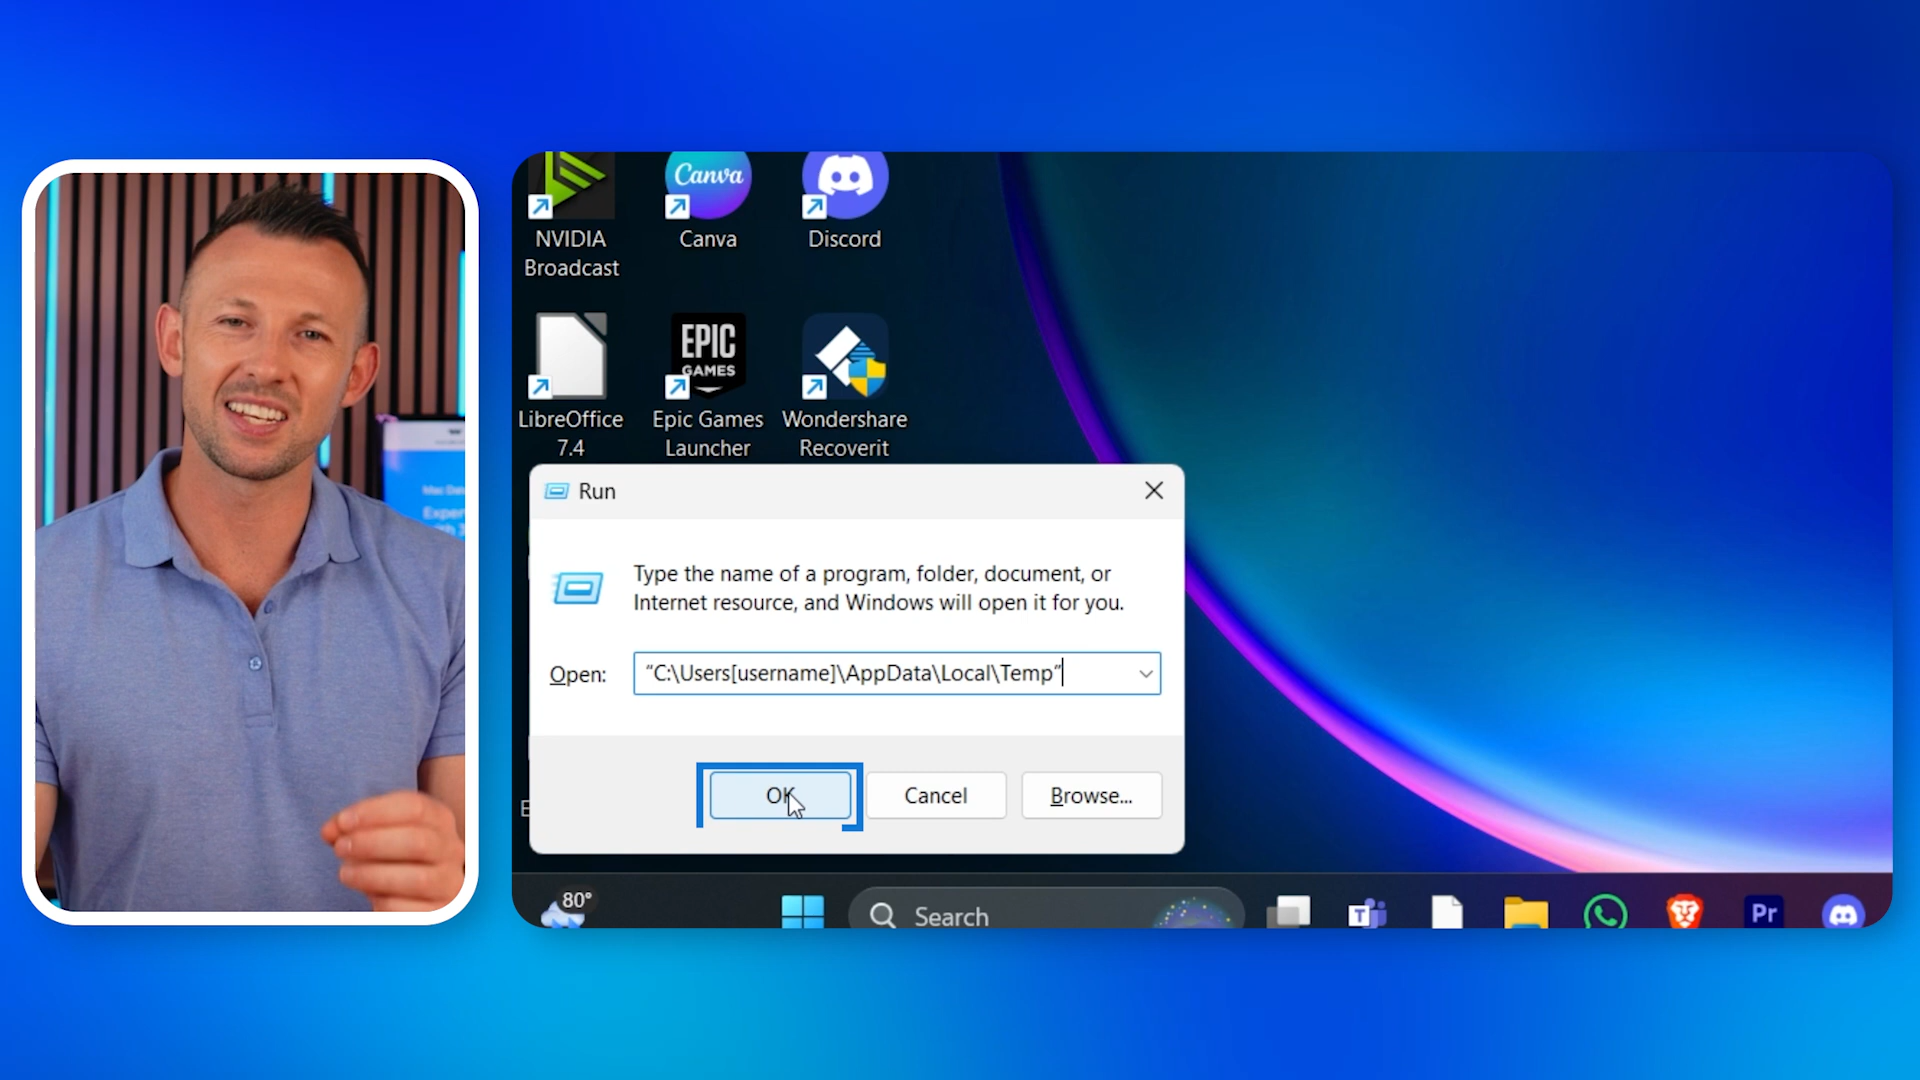 NVIDIA
Broadcast
Canva
Canva
Discord
LibreOffice
7.4
EPIC
GAMES
Epic Games
Launcher
Wondershare
Recoverit
Run
Type the name of a program, folder, document, or
Internet resource, and Windows will open it for you.
Open:
“C:\Users[username]\AppData\Local\Temp”
OK
Cancel
Browse...
80°
Search
T
Pr